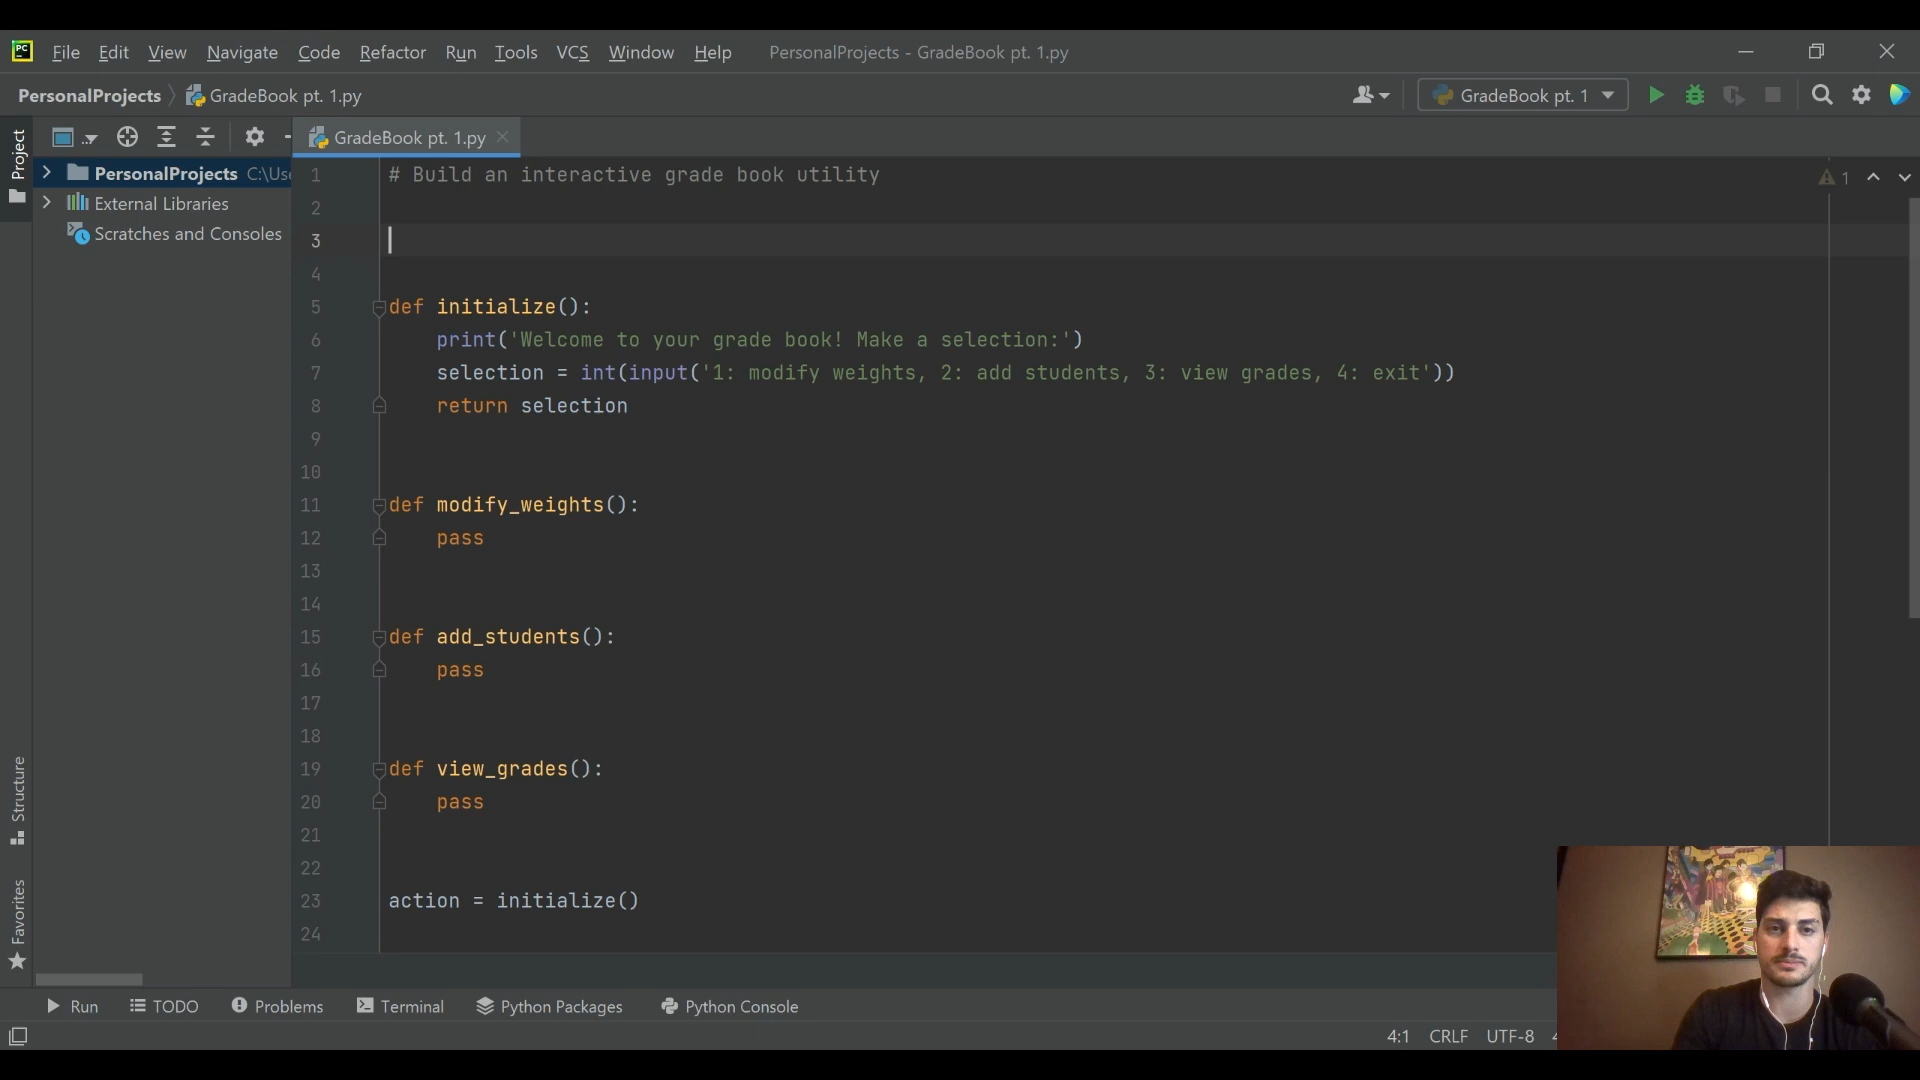 PC File Edit View Navigate Code Refactor Run Tools VCS Window Help PersonalProjects - GradeBook pt. 1.py
PersonalProjects GradeBook pt. 1.py GradeBook pt. 1
Project
GradeBook pt. 1.py
PersonalProjects C:\Use
External Libraries
Scratches and Consoles
1 # Build an interactive grade book utility
2
3
4
5 def initialize():
6 print('Welcome to your grade book! Make a selection:')
7 selection = int(input('1: modify weights, 2: add students, 3: view grades, 4: exit'))
8 return selection
9
10
11 def modify_weights():
12 pass
13
14
15 def add_students():
16 pass
17
18
19 def view_grades():
20 pass
21
22
23 action = initialize()
24
1
Structure
Favorites
Run TODO Problems Terminal Python Packages Python Console
4:1 CRLF UTF-8